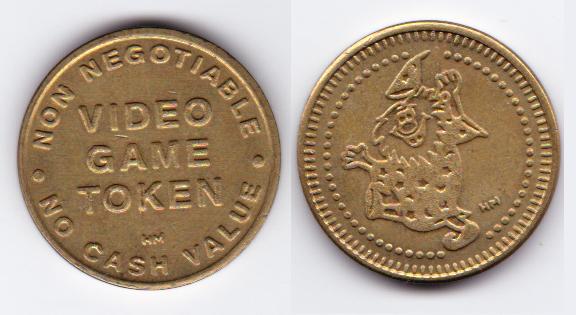 NON NEGOTIABLE
VIDEO
GAME
TOKEN
HM
• NO CASH VALUE •
HM